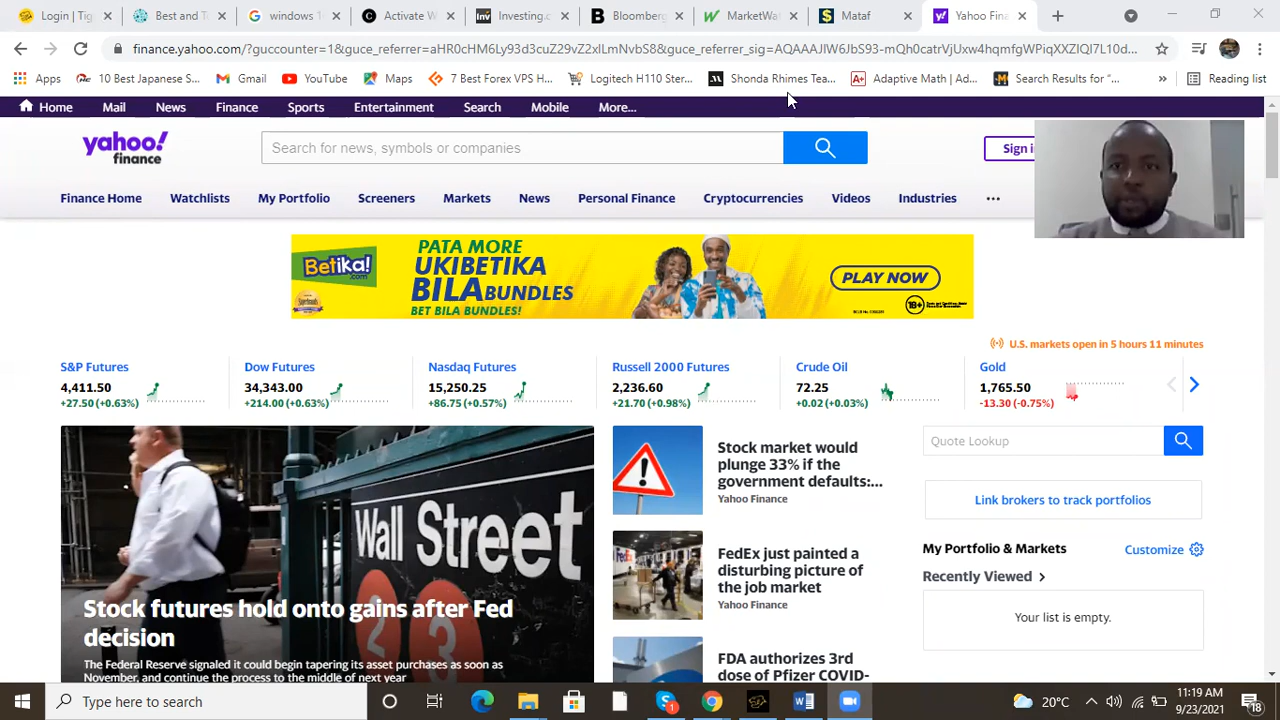 Login | Tig
Best and T
windows 1
Activate W
Investing.c
Bloomberg
MarketWa
Mataf
Yahoo Fina
finance.yahoo.com/?guccounter=1&guce_referrer=aHR0cHM6Ly93d3cuZ29vZ2xlLmNvbS8&guce_referrer_sig=AQAAAJlW6JbS93-mQh0catrVjUxw4hqmfgWPiqXXZIQI7L10d...
Apps
10 Best Japanese S...
Gmail
YouTube
Maps
7 Best Forex VPS H...
Logitech H110 Ster...
Shonda Rhimes Tea...
Adaptive Math | Ad...
Search Results for "...
Reading list
Home Mail News Finance Sports Entertainment Search Mobile More...
yahoo!
finance
Search for news, symbols or companies
Sign i
Finance Home Watchlists My Portfolio Screeners Markets News Personal Finance Cryptocurrencies Videos Industries ...
Betika!
.com
PATA MORE
UKIBETIKA
BILA BUNDLES
BET BILA BUNDLES!
PLAY NOW
18+
U.S. markets open in 5 hours 11 minutes
S&P Futures
4,411.50
+27.50 (+0.63%)
Dow Futures
34,343.00
+214.00 (+0.63%)
Nasdaq Futures
15,250.25
+86.75 (+0.57%)
Russell 2000 Futures
2,236.60
+21.70 (+0.98%)
Crude Oil
72.25
+0.02 (+0.03%)
Gold
1,765.50
-13.30 (-0.75%)
Wall Street
2 3
Stock futures hold onto gains after Fed
decision
The Federal Reserve signaled it could begin tapering its asset purchases as soon as
November, and continue the process to the middle of next year
Stock market would
plunge 33% if the
government defaults:...
Yahoo Finance
FedEx just painted a
disturbing picture of
the job market
Yahoo Finance
FDA authorizes 3rd
dose of Pfizer COVID-
Quote Lookup
Link brokers to track portfolios
My Portfolio & Markets
Customize
Recently Viewed
Your list is empty.
Type here to search
20°C
11:19 AM
9/23/2021
18